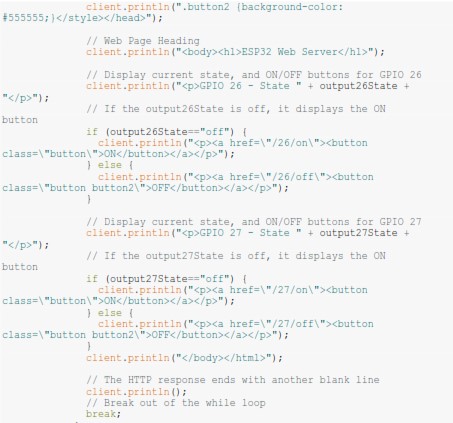 client.println(".button2 {background-color:
#555555;}</style></head>");
// Web Page Heading
client.println("<body><h1>ESP32 Web Server</h1>");
// Display current state, and ON/OFF buttons for GPIO 26
client.println("<p>GPIO 26 - State " + output26State +
"</p>");
// If the output26State is off, it displays the ON
button
if (output26State=="off") {
client.println("<p><a href=\"/26/on\"><button
class=\"button\">ON</button></a></p>");
} else {
client.println("<p><a href=\"/26/off\"><button
class=\"button button2\">OFF</button></a></p>");
}
// Display current state, and ON/OFF buttons for GPIO 27
client.println("<p>GPIO 27 - State " + output27State +
"</p>");
// If the output27State is off, it displays the ON
button
if (output27State=="off") {
client.println("<p><a href=\"/27/on\"><button
class=\"button\">ON</button></a></p>");
} else {
client.println("<p><a href=\"/27/off\"><button
class=\"button button2\">OFF</button></a></p>");
}
client.println("</body></html>");
// The HTTP response ends with another blank line
client.println();
// Break out of the while loop
break;